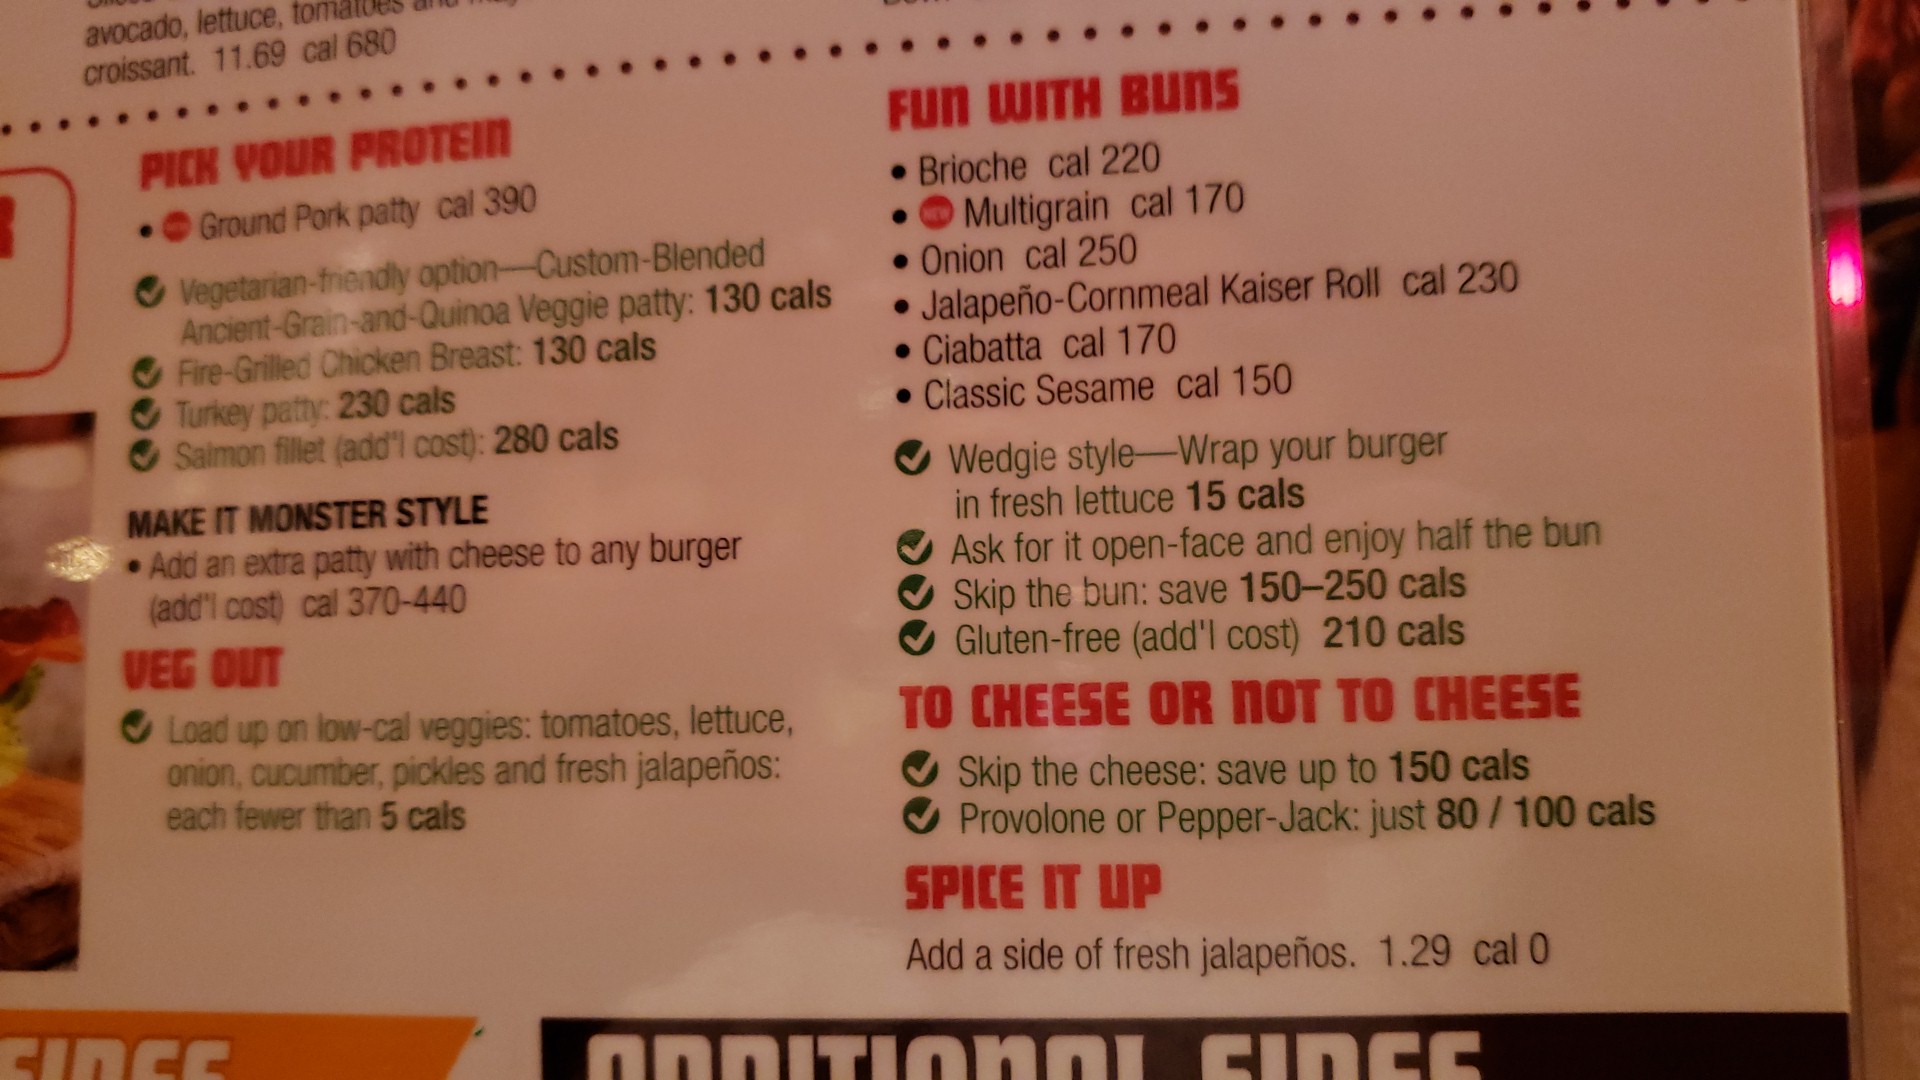 avocado, lettuce, tomatoes and
croissant. 11.69 cal 680
PICK YOUR PROTEIN
• NEW Ground Pork patty cal 390
Vegetarian-friendly option—Custom-Blended
Ancient-Grain-and-Quinoa Veggie patty: 130 cals
Fire-Grilled Chicken Breast: 130 cals
Turkey patty: 230 cals
Salmon fillet (add"l cost): 280 cals
MAKE IT MONSTER STYLE
• Add an extra patty with cheese to any burger
(add"l cost) cal 370-440
VEG OUT
Load up on low-cal veggies: tomatoes, lettuce,
onion, cucumber, pickles and fresh jalapeños:
each fewer than 5 cals
FUN WITH BUNS
• Brioche cal 220
• NEW Multigrain cal 170
• Onion cal 250
• Jalapeño-Cornmeal Kaiser Roll cal 230
• Ciabatta cal 170
• Classic Sesame cal 150
Wedgie style—Wrap your burger
in fresh lettuce 15 cals
Ask for it open-face and enjoy half the bun
Skip the bun: save 150–250 cals
Gluten-free (add'l cost) 210 cals
TO CHEESE OR NOT TO CHEESE
Skip the cheese: save up to 150 cals
Provolone or Pepper-Jack: just 80 / 100 cals
SPICE IT UP
Add a side of fresh jalapeños. 1.29 cal 0
SIDES
ADDITIONAL SIDES